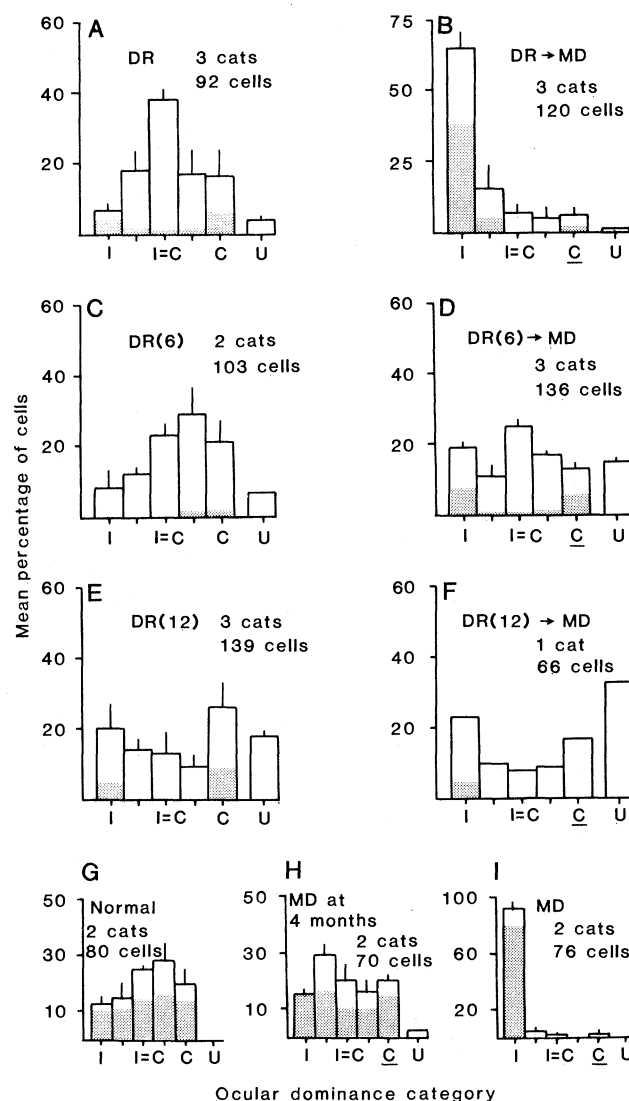 A
DR 3 cats
92 cells
60
40
20
I I=C C U
B
DR → MD
3 cats
120 cells
75
50
25
I I=C C U
C
DR(6) 2 cats
103 cells
60
40
20
I I=C C U
D
DR(6) → MD
3 cats
136 cells
60
40
20
I I=C C U
E
DR(12) 3 cats
139 cells
60
40
20
I I=C C U
F
DR(12) → MD
1 cat
66 cells
60
40
20
I I=C C U
G
Normal
2 cats
80 cells
50
30
10
I I=C C U
H
MD at
4 months
2 cats
70 cells
50
30
10
I I=C C U
I
MD
2 cats
76 cells
100
60
20
I I=C C U
Mean percentage of cells
Ocular dominance category